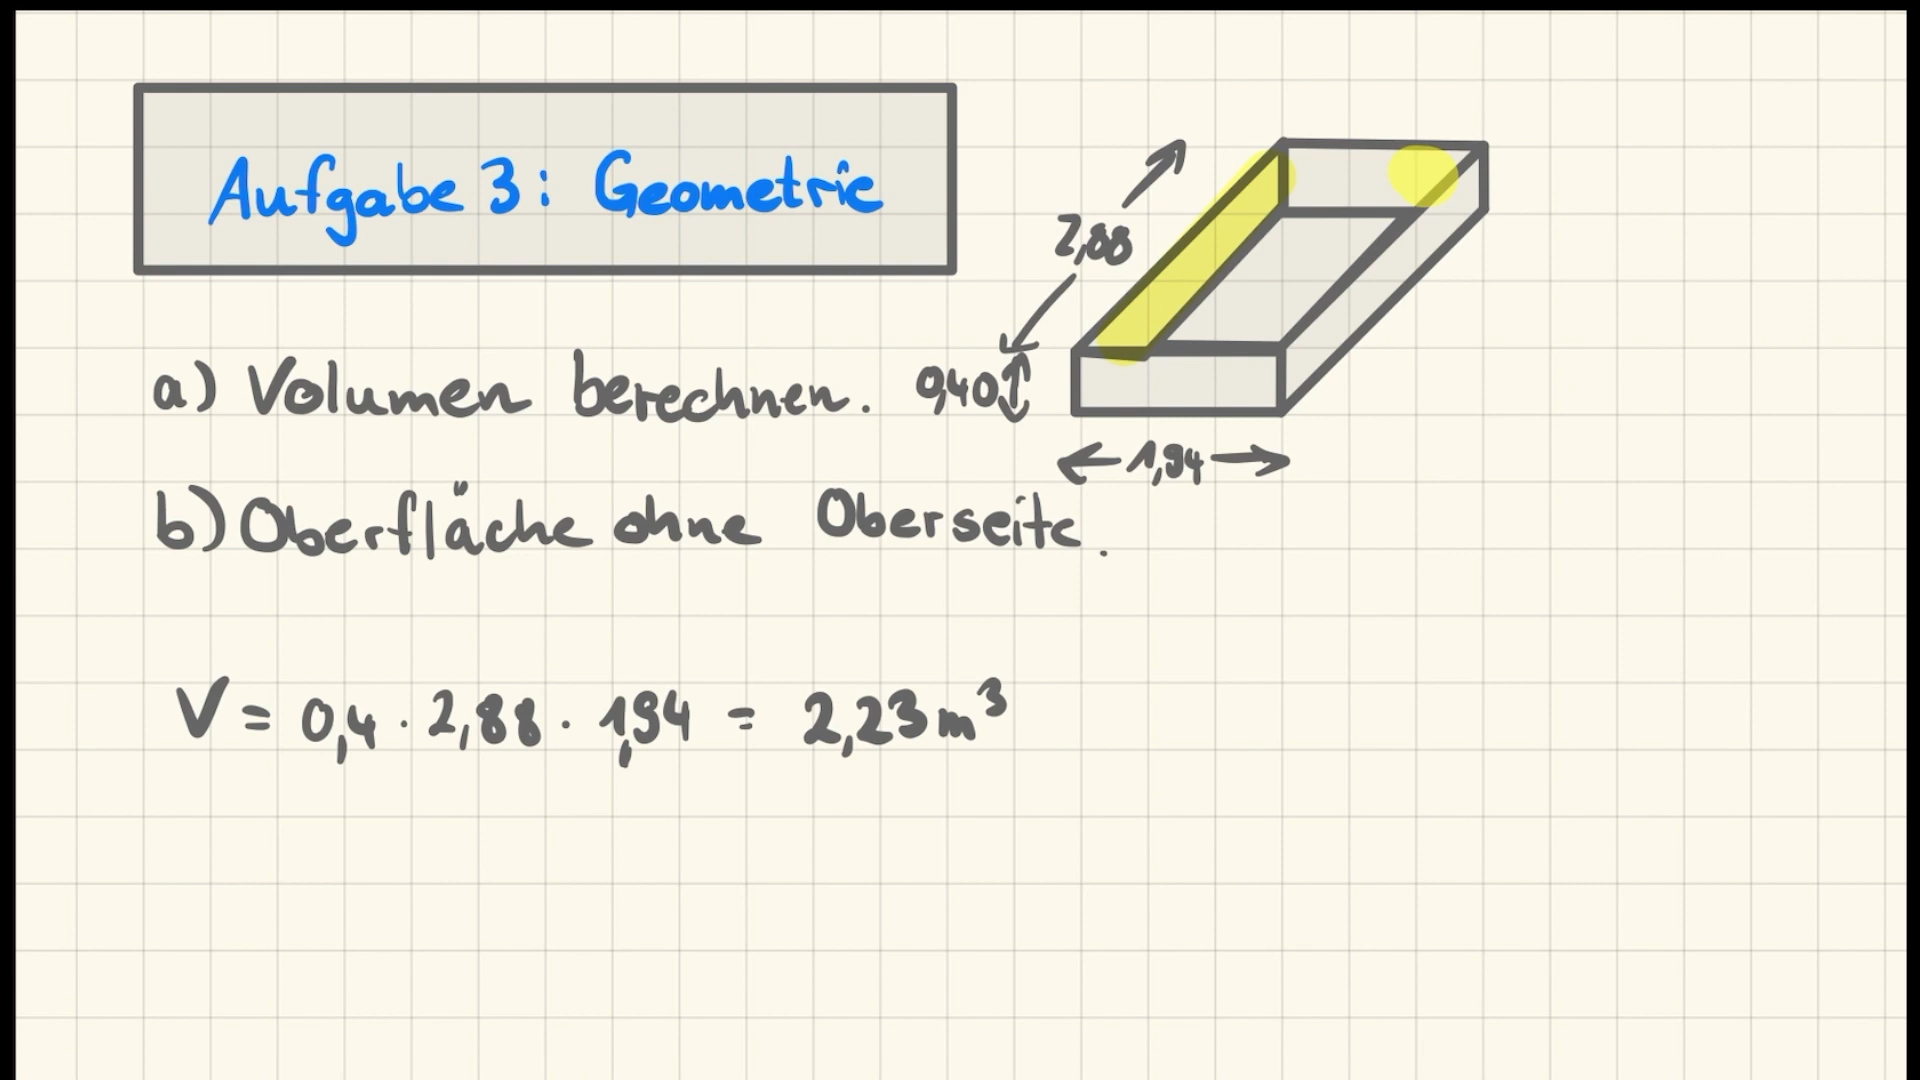 Aufgabe 3: Geometrie
2,88
a) Volumen berechnen.
0,40
1,94
b) Oberfläche ohne Oberseite.
V = 0,4 · 2,88 · 1,94 = 2,23 m³